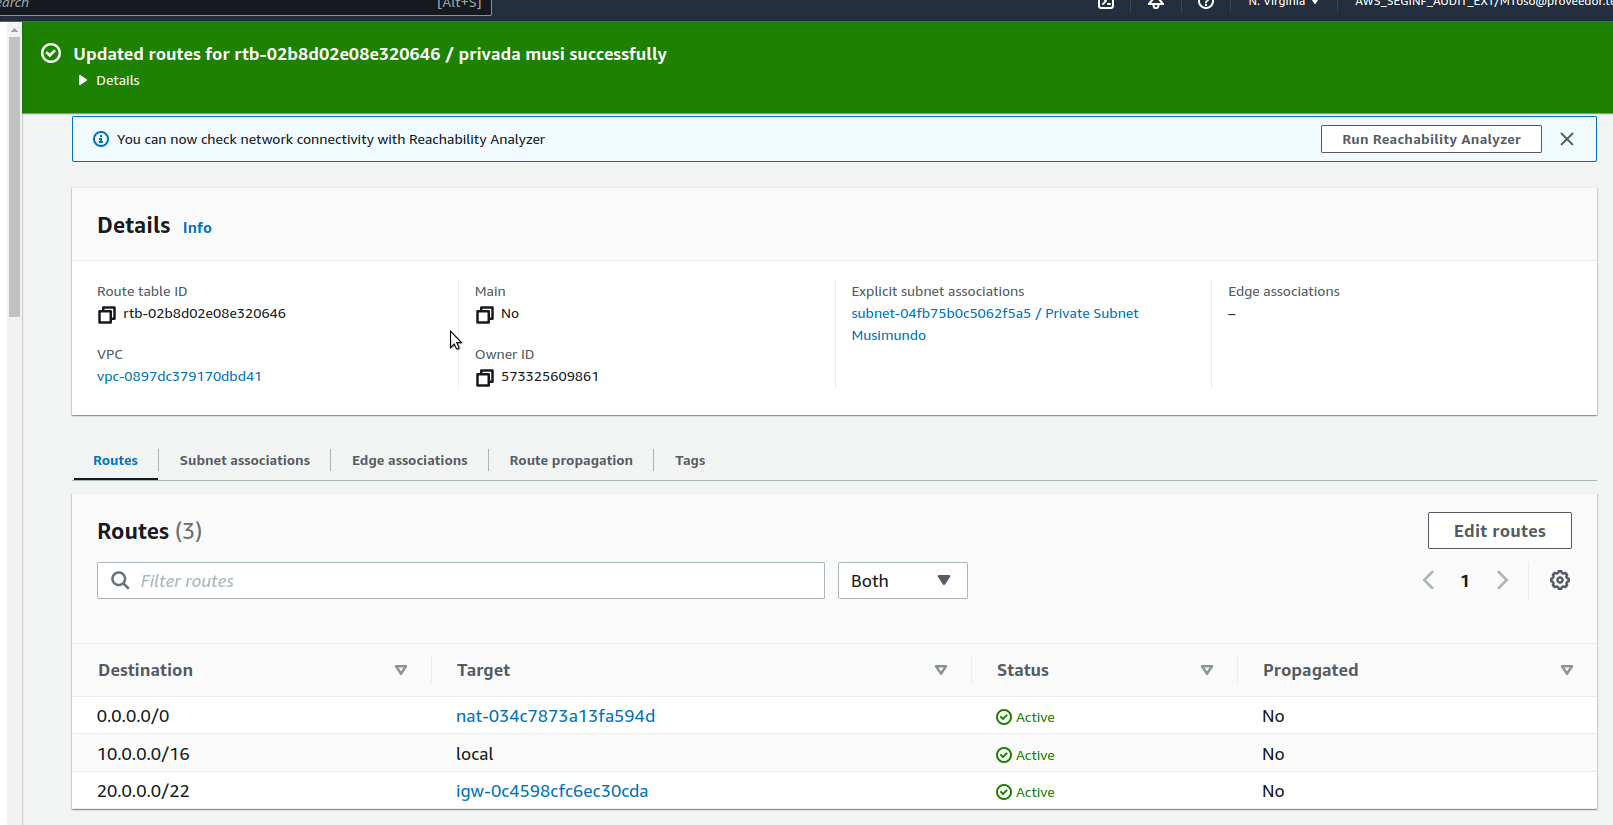 [Alt+S]
N. Virginia
Updated routes for rtb-02b8d02e08e320646 / privada musi successfully
Details
You can now check network connectivity with Reachability Analyzer
Run Reachability Analyzer
Details Info
Route table ID
rtb-02b8d02e08e320646
Main
No
Explicit subnet associations
subnet-04fb75b0c5062f5a5 / Private Subnet
Musimundo
Edge associations
–
VPC
vpc-0897dc379170dbd41
Owner ID
573325609861
Routes
Subnet associations
Edge associations
Route propagation
Tags
Routes (3)
Edit routes
Filter routes
Both
1
Destination Target Status Propagated
0.0.0.0/0 nat-034c7873a13fa594d Active No
10.0.0.0/16 local Active No
20.0.0.0/22 igw-0c4598cfc6ec30cda Active No